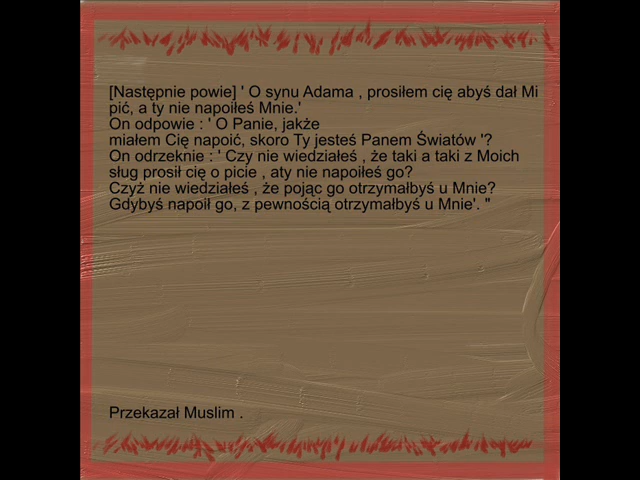 [Następnie powie] ' O synu Adama , prosiłem cię abyś dał Mi
pić, a ty nie napoiłeś Mnie.'
On odpowie : ' O Panie, jakże
miałem Cię napoić, skoro Ty jesteś Panem Światów '?
On odrzeknie : ' Czy nie wiedziałeś , że taki a taki z Moich
sług prosił cię o picie , aty nie napoiłeś go?
Czyż nie wiedziałeś , że pojąc go otrzymałbyś u Mnie?
Gdybyś napoił go, z pewnością otrzymałbyś u Mnie'. "
Przekazał Muslim .